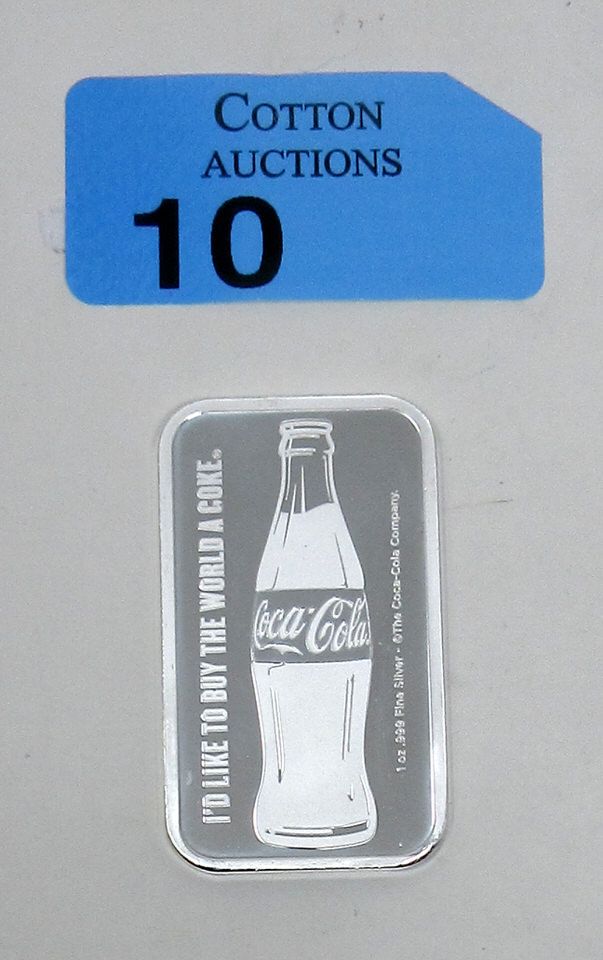 COTTON
AUCTIONS
10
I'D LIKE TO BUY THE WORLD A COKE®
Coca-Cola
1 oz .999 Fine Silver - ©The Coca-Cola Company.